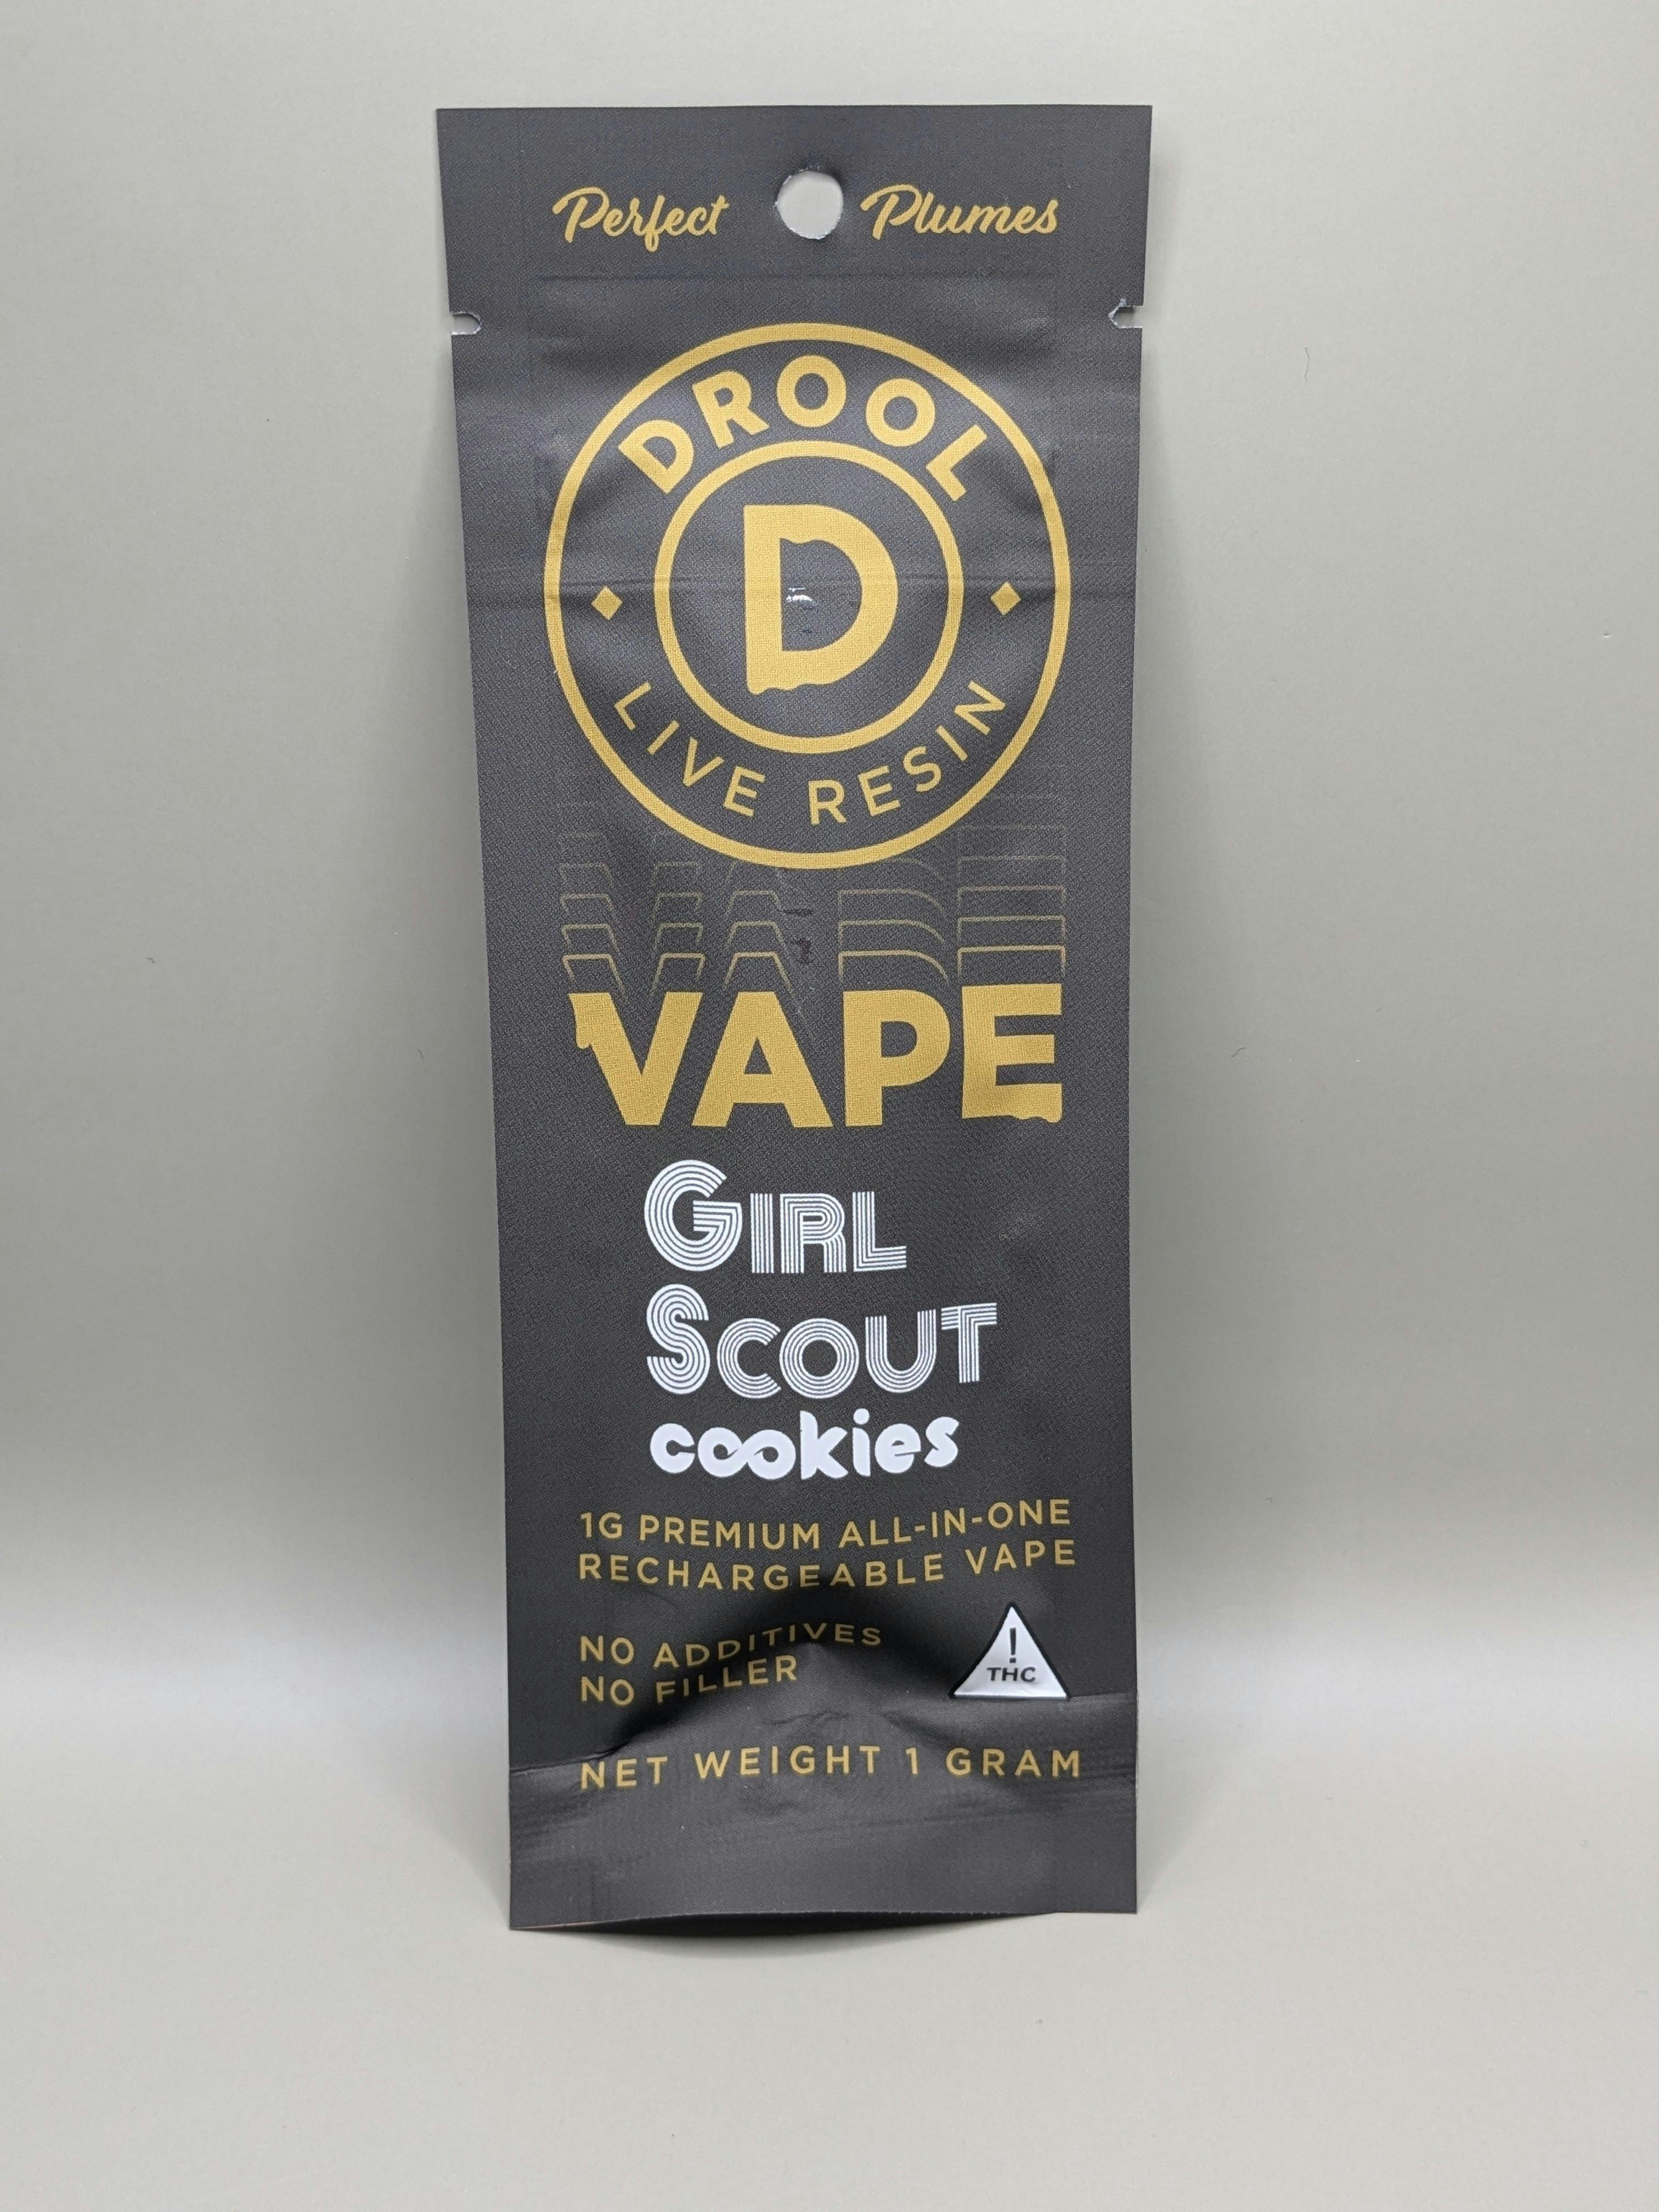 Perfect Plumes
DROOL
D
LIVE RESIN
VAPE
GIRL
SCOUT
cookies
1G PREMIUM ALL-IN-ONE
RECHARGEABLE VAPE
NO ADDITIVES
NO FILLER
!
THC
NET WEIGHT 1 GRAM